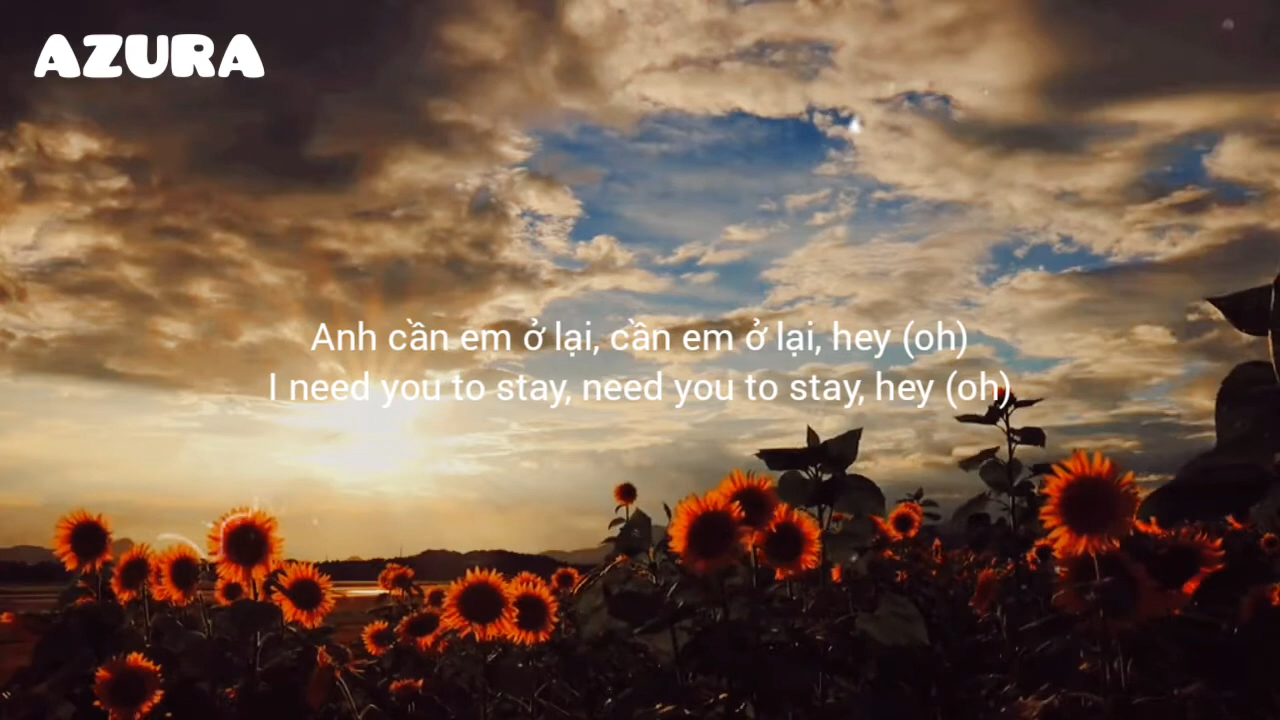 AZURA
Anh cần em ở lại, cần em ở lại, hey (oh)
I need you to stay, need you to stay, hey (oh)